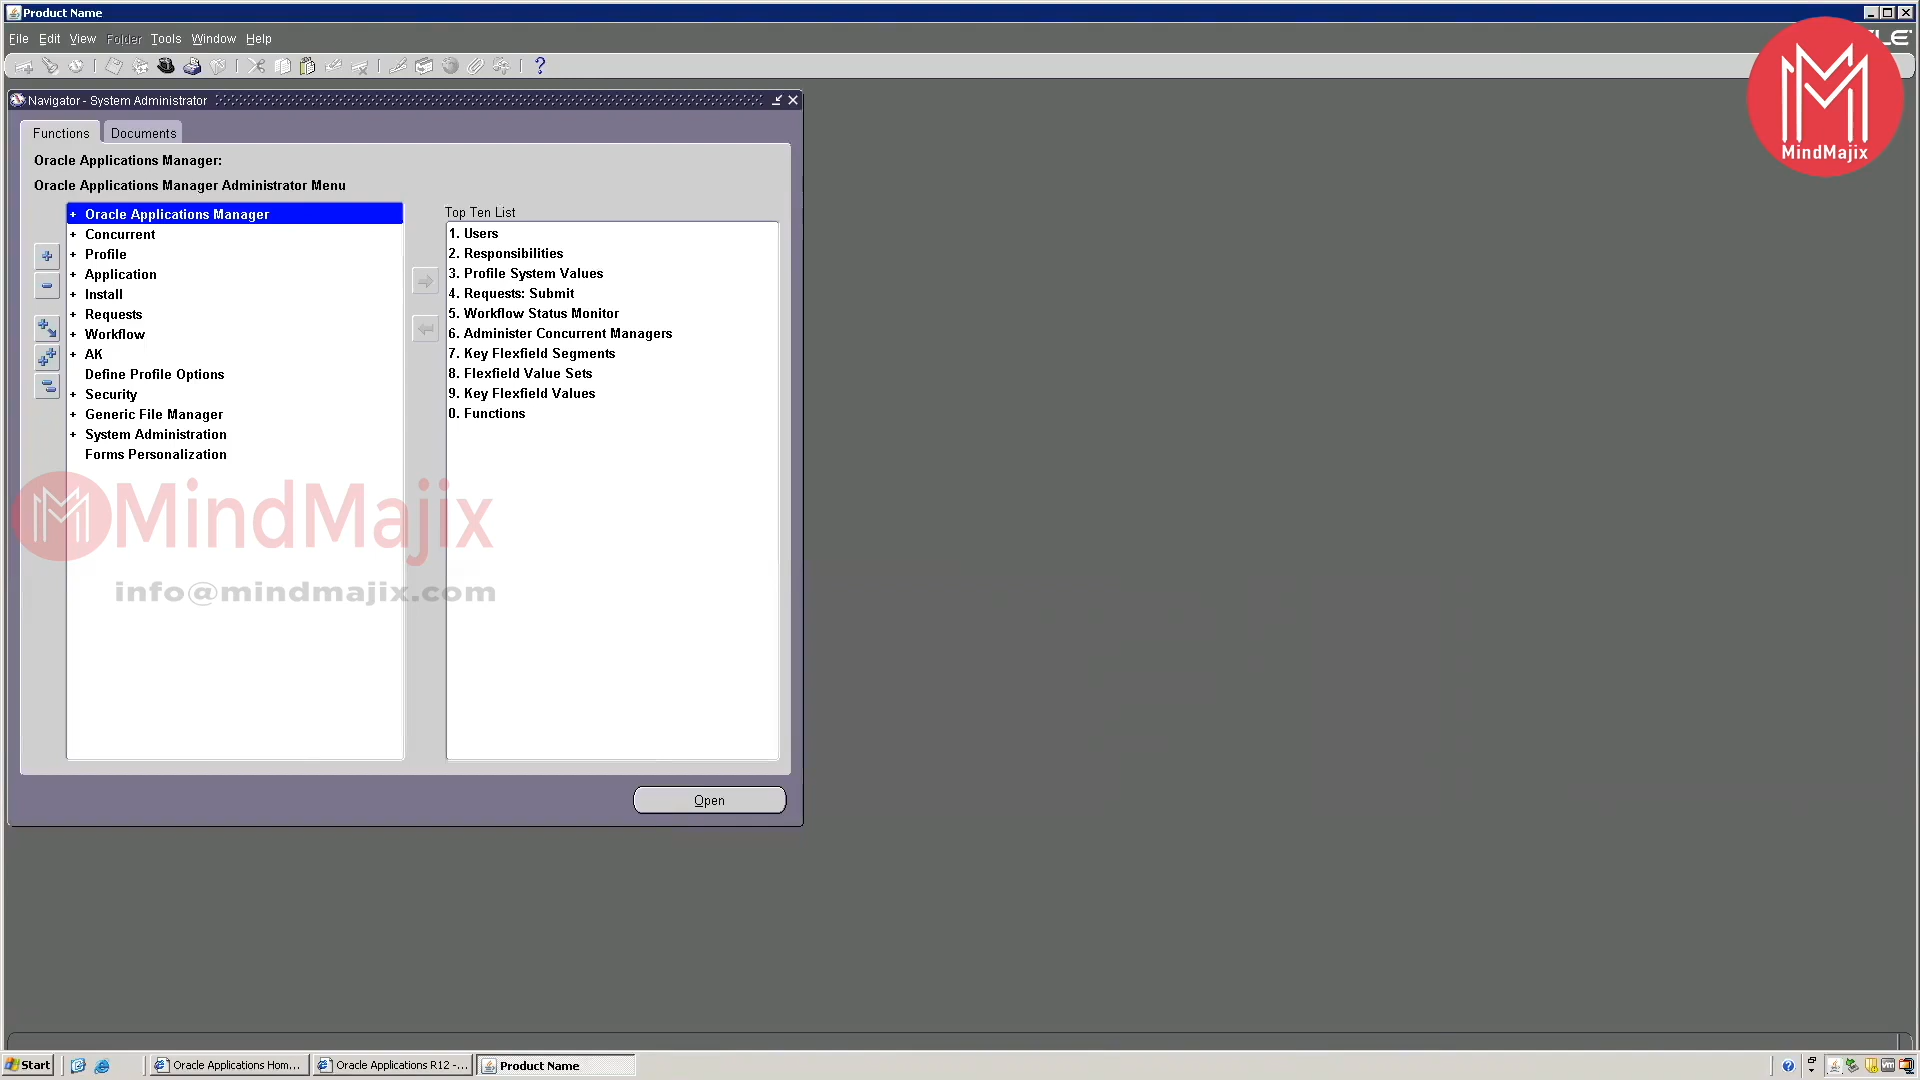 Product Name
File Edit View Folder Tools Window Help
LE
MindMajix
Navigator - System Administrator
Functions Documents
Oracle Applications Manager:
Oracle Applications Manager Administrator Menu
+ Oracle Applications Manager
+ Concurrent
+ Profile
+ Application
+ Install
+ Requests
+ Workflow
+ AK
Define Profile Options
+ Security
+ Generic File Manager
+ System Administration
Forms Personalization
Top Ten List
1. Users
2. Responsibilities
3. Profile System Values
4. Requests: Submit
5. Workflow Status Monitor
6. Administer Concurrent Managers
7. Key Flexfield Segments
8. Flexfield Value Sets
9. Key Flexfield Values
0. Functions
MindMajix
info@mindmajix.com
Open
Start Oracle Applications Hom... Oracle Applications R12 -... Product Name